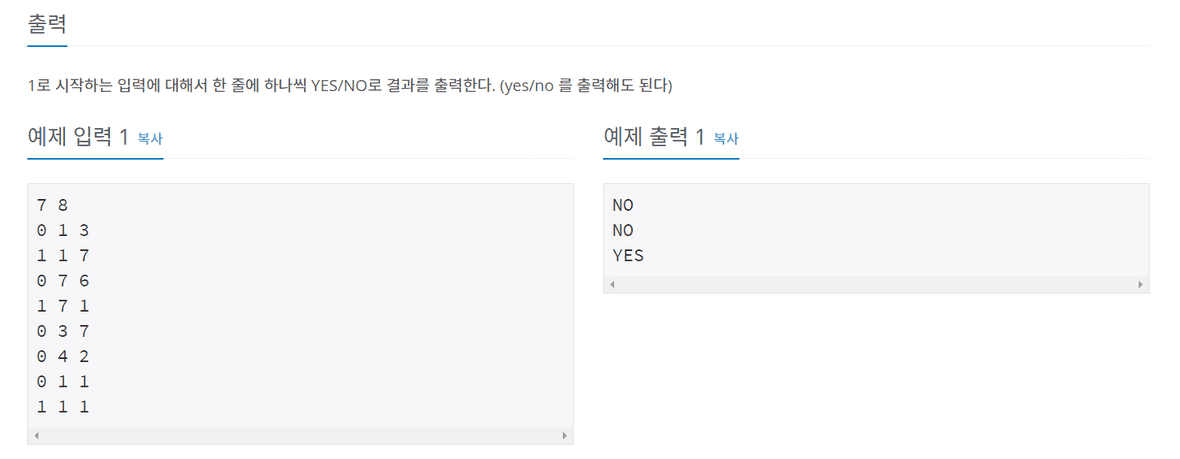 출력
1로 시작하는 입력에 대해서 한 줄에 하나씩 YES/NO로 결과를 출력한다. (yes/no 를 출력해도 된다)
예제 입력 1 복사
7 8
0 1 3
1 1 7
0 7 6
1 7 1
0 3 7
0 4 2
0 1 1
1 1 1
예제 출력 1 복사
NO
NO
YES